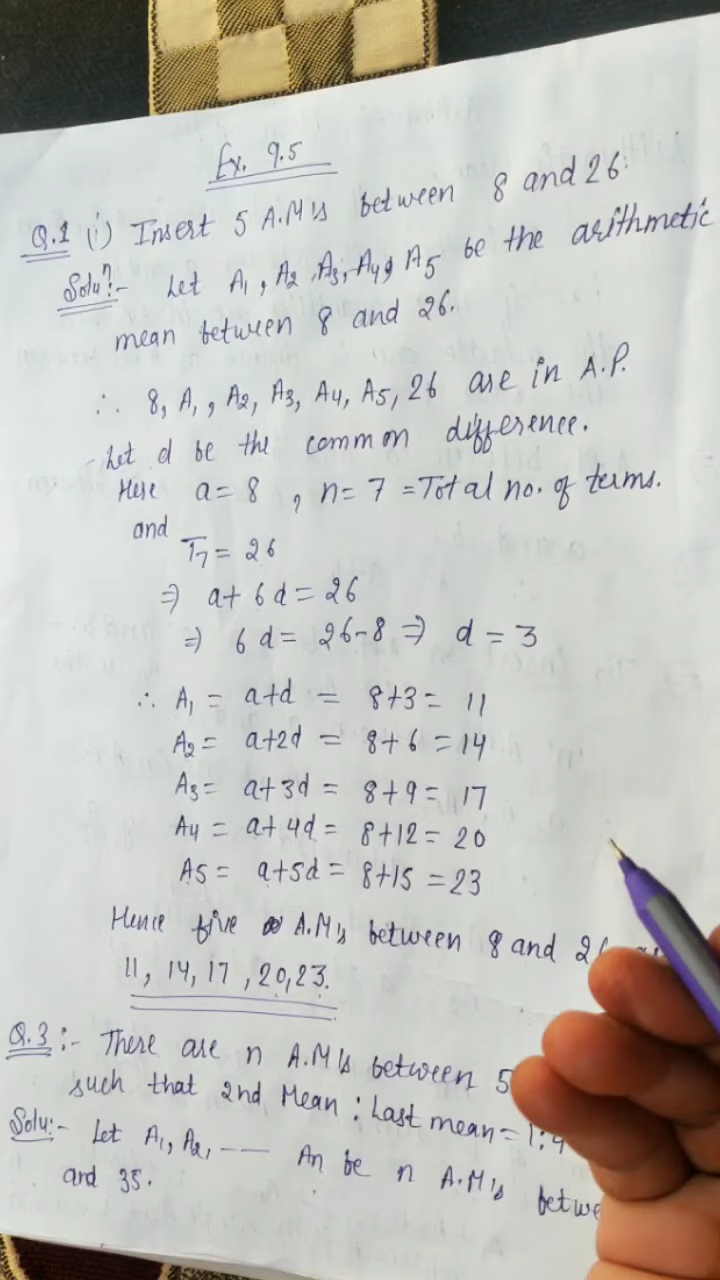 Ex. 9.5
Q.1 (i) Insert 5 A.M's between 8 and 26.
Solun:- Let A1, A2, A3, A4, A5 be the arithmetic
mean between 8 and 26.
∴ 8, A1, A2, A3, A4, A5, 26 are in A.P.
Let d be the common difference.
Here a = 8, n = 7 = Total no. of terms.
and
T7 = 26
⇒ a + 6d = 26
⇒ 6d = 26-8 ⇒ d = 3
∴ A1 = a+d = 8+3 = 11
A2 = a+2d = 8+6 = 14
A3 = a+3d = 8+9 = 17
A4 = a+4d = 8+12 = 20
A5 = a+5d = 8+15 = 23
Hence five A.M's between 8 and
11, 14, 17, 20, 23.
Q.3:- There are n A.M's between 5
such that 2nd Mean : Last mean = 1:4
Solu:- Let A1, A2, --- An be n A.M's
and 35.